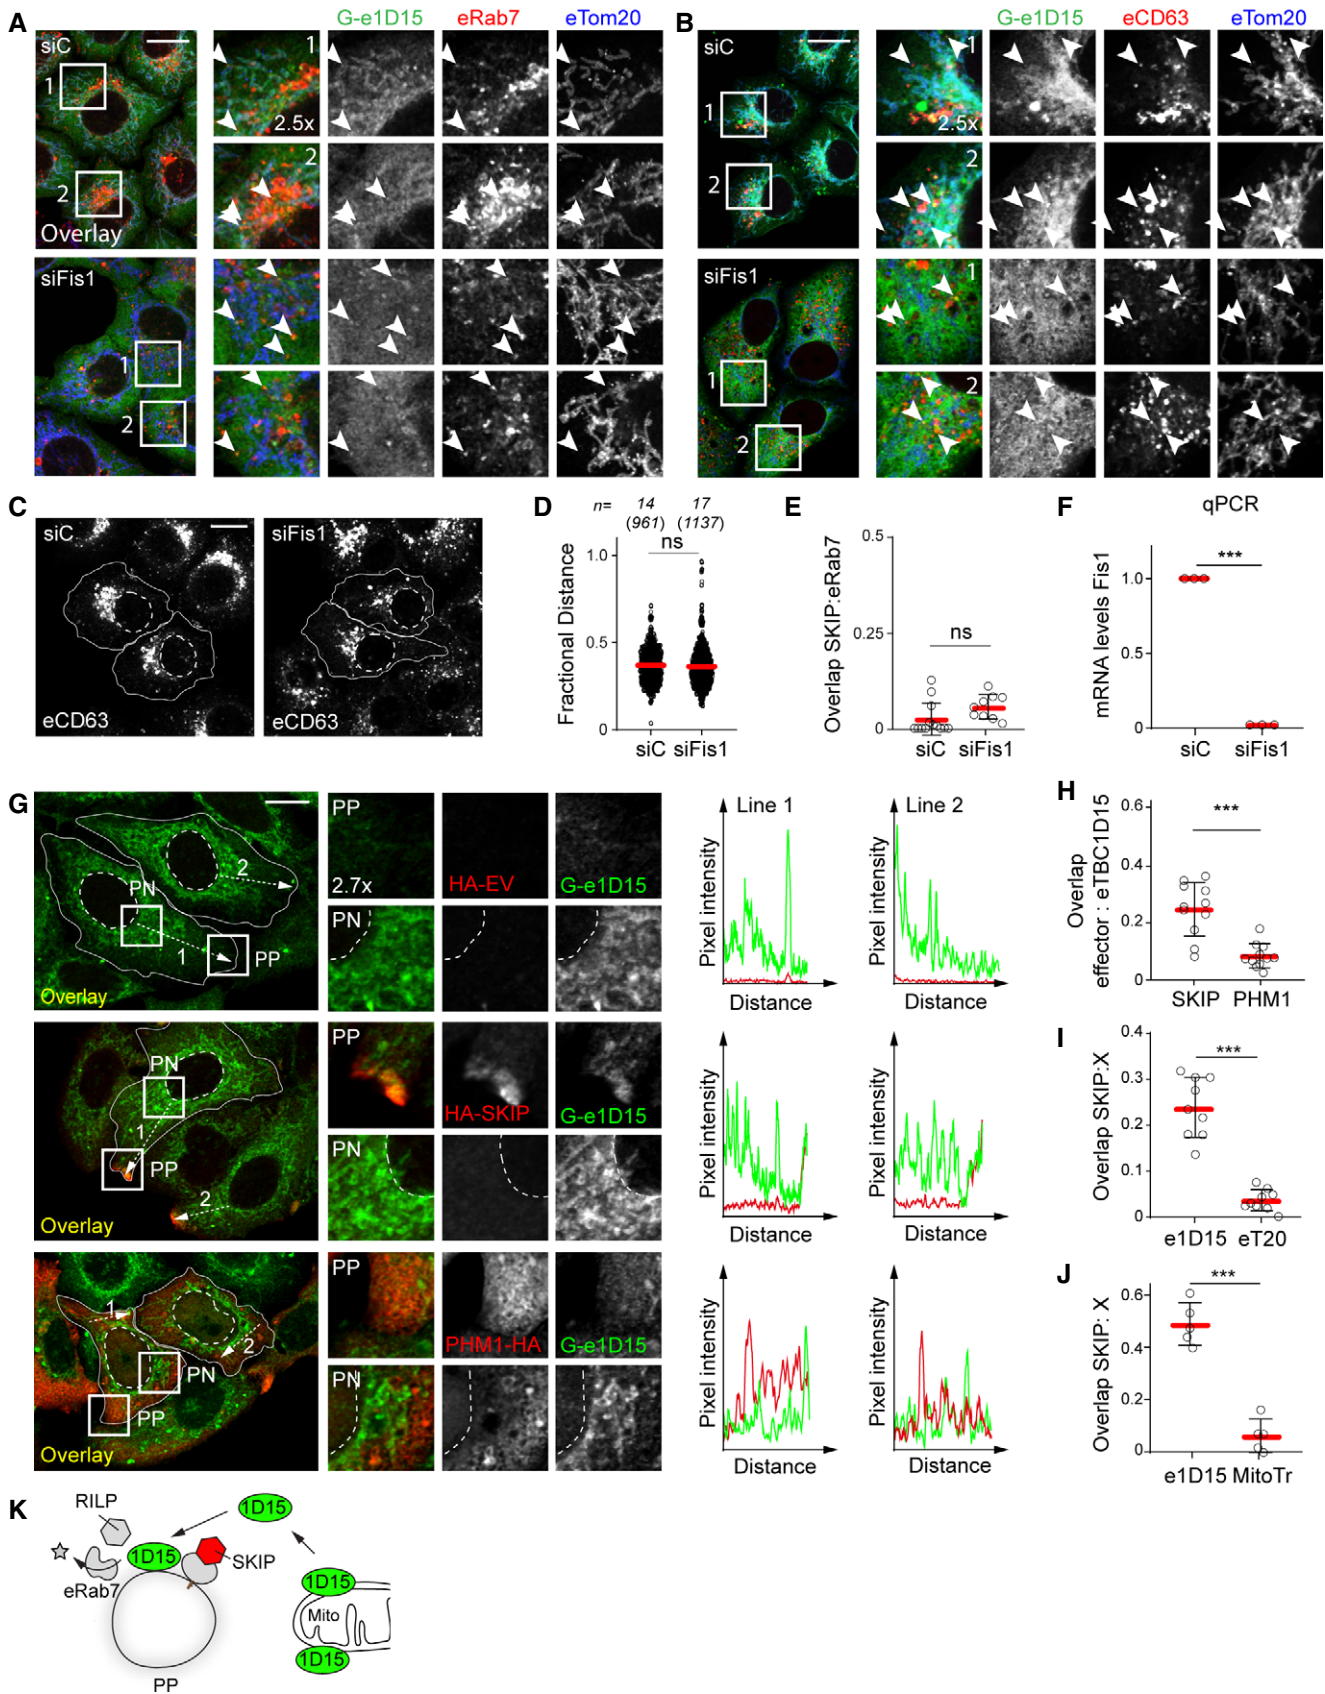 A
siC
1
2
Overlay
siFis1
1
2
G-e1D15
eRab7
eTom20
1
2.5x
2
B
siC
1
2
siFis1
1
2
G-e1D15
eCD63
eTom20
1
2.5x
2
1
2
C
siC
eCD63
siFis1
eCD63
D
n=
14
17
(961)
(1137)
ns
Fractional Distance
1.0
0.5
0
siC
siFis1
E
Overlap SKIP:eRab7
0.5
0.25
0
ns
siC
siFis1
F
qPCR
mRNA levels Fis1
1.0
0.5
0
***
siC
siFis1
G
2
PN
1
PP
Overlay
PP
2.7x
HA-EV
G-e1D15
PN
Line 1
Pixel intensity
Distance
Line 2
Pixel intensity
Distance
PN
1
PP
2
Overlay
PP
HA-SKIP
G-e1D15
PN
Pixel intensity
Distance
Pixel intensity
Distance
1
2
PN
PP
Overlay
PP
PHM1-HA
G-e1D15
PN
Pixel intensity
Distance
Pixel intensity
Distance
H
Overlap
effector : eTBC1D15
0.6
0.4
0.2
0
***
SKIP
PHM1
I
Overlap SKIP:X
0.4
0.3
0.2
0.1
0
***
e1D15
eT20
J
Overlap SKIP: X
0.6
0.4
0.2
0
***
e1D15
MitoTr
K
RILP
1D15
1D15
SKIP
eRab7
1D15
Mito
1D15
PP